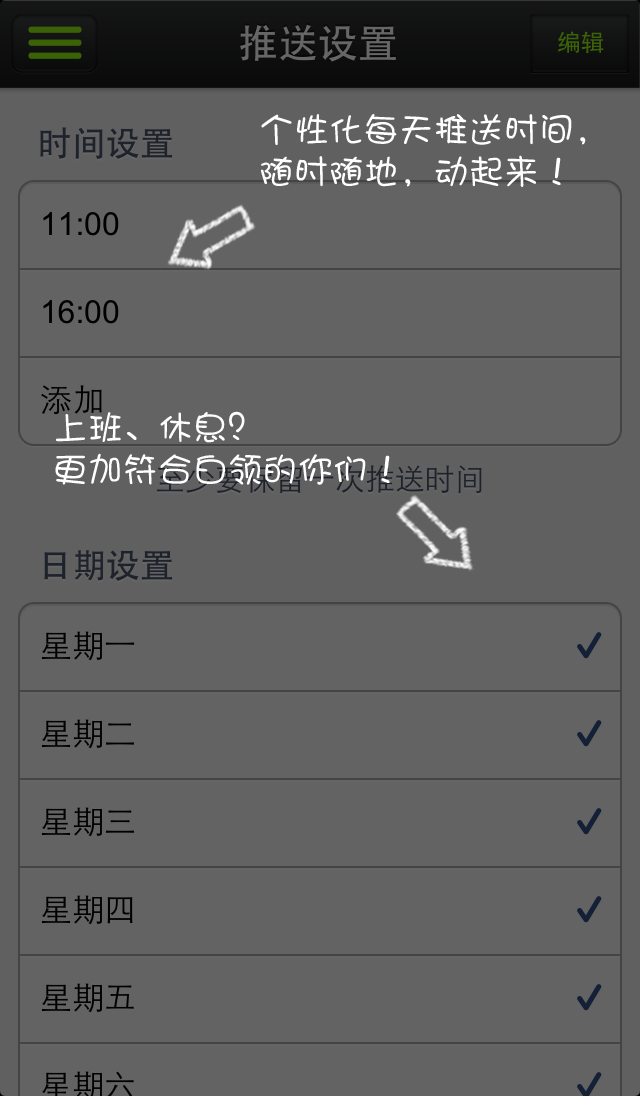 推送设置
编辑
时间设置
个性化每天推送时间，
随时随地，动起来！
11:00
16:00
添加
上班、休息？
更加符合白领的你们！
至少要保留一次推送时间
日期设置
星期一
星期二
星期三
星期四
星期五
星期六